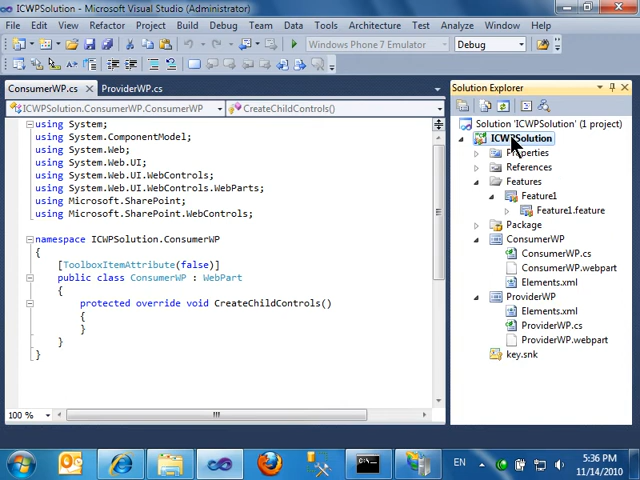 ICWPSolution - Microsoft Visual Studio (Administrator)
File Edit View Refactor Project Build Debug Team Data Tools Architecture Test Analyze Window Help
Windows Phone 7 Emulator Debug
ConsumerWP.cs ProviderWP.cs
ICWPSolution.ConsumerWP.ConsumerWP CreateChildControls()
using System;
using System.ComponentModel;
using System.Web;
using System.Web.UI;
using System.Web.UI.WebControls;
using System.Web.UI.WebControls.WebParts;
using Microsoft.SharePoint;
using Microsoft.SharePoint.WebControls;
namespace ICWPSolution.ConsumerWP
{
[ToolboxItemAttribute(false)]
public class ConsumerWP : WebPart
{
protected override void CreateChildControls()
{
}
}
}
100 %
Solution Explorer
Solution 'ICWPSolution' (1 project)
ICWPSolution
Properties
References
Features
Feature1
Feature1.feature
Package
ConsumerWP
ConsumerWP.cs
ConsumerWP.webpart
Elements.xml
ProviderWP
Elements.xml
ProviderWP.cs
ProviderWP.webpart
key.snk
EN
5:36 PM
11/14/2010